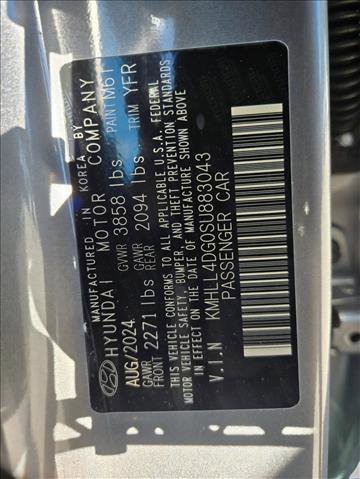 MANUFACTURED IN KOREA BY
HYUNDAI MOTOR COMPANY
AUG/2024 GVWR 3858 lbs PAINT M6T
GAWR FRONT 2271 lbs GAWR REAR 2094 lbs TRIM YFR
THIS VEHICLE CONFORMS TO ALL APPLICABLE U.S.A. FEDERAL
MOTOR VEHICLE SAFETY, BUMPER, AND THEFT PREVENTION STANDARDS
IN EFFECT ON THE DATE OF MANUFACTURE SHOWN ABOVE
V.I.N KMHLL4DG0SU883043
PASSENGER CAR